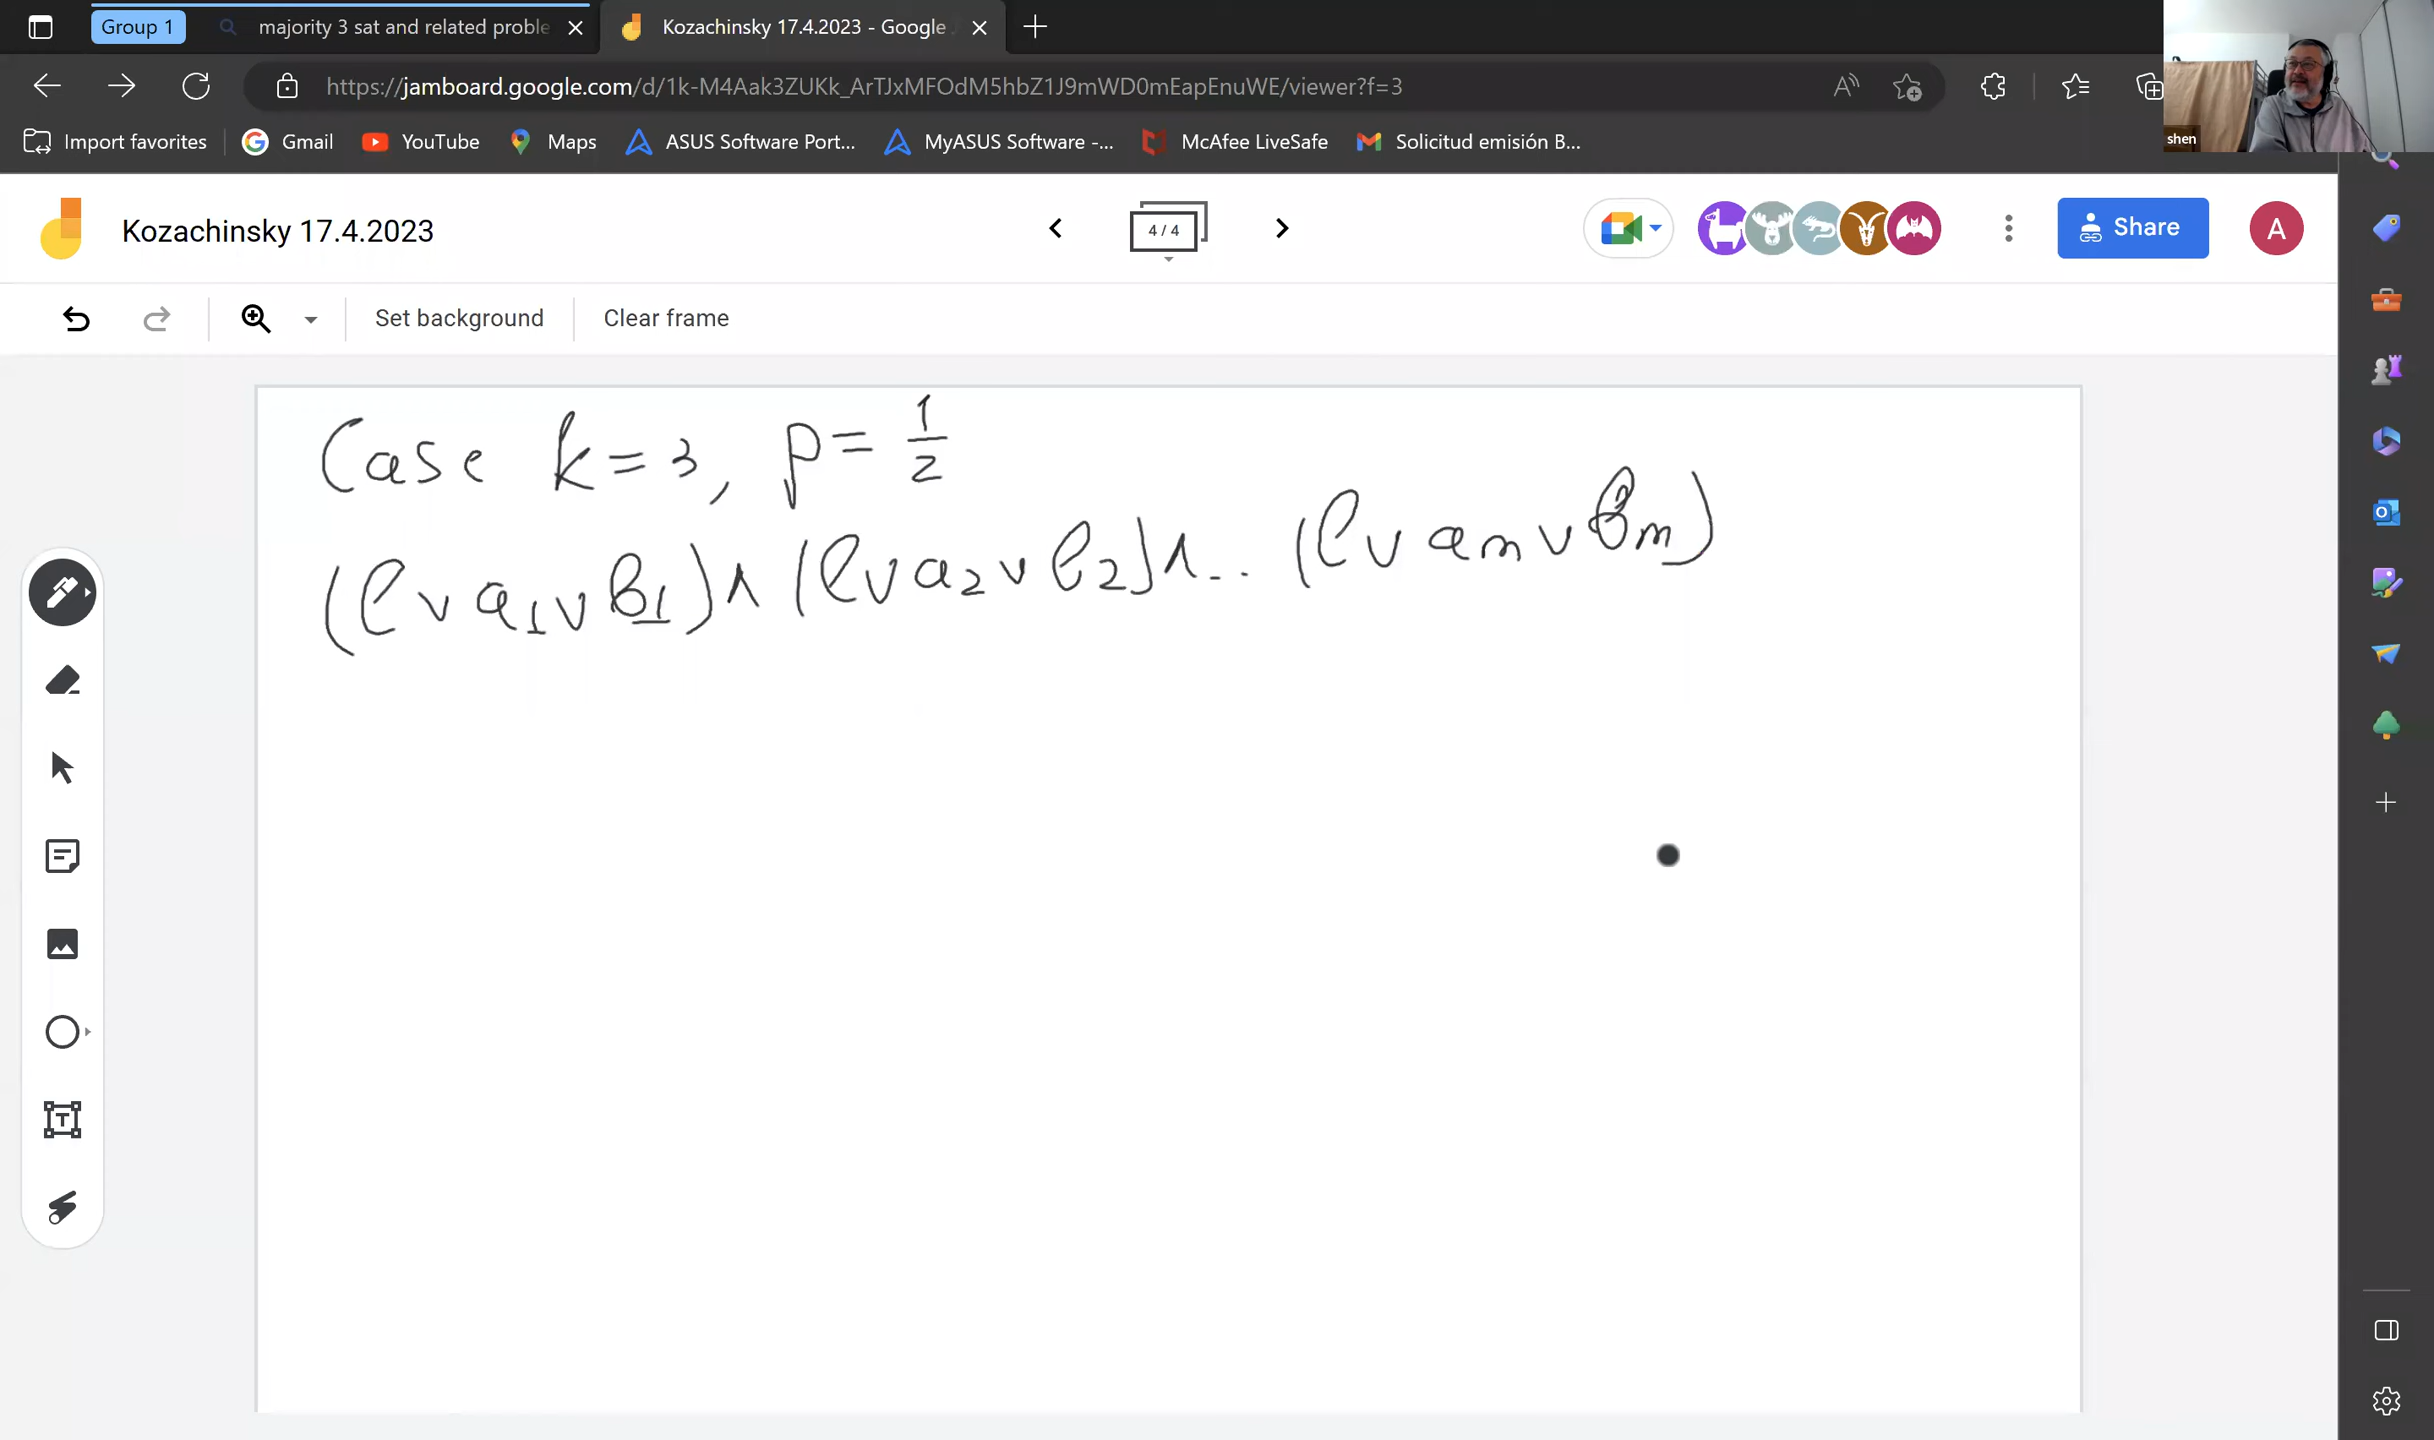 Group 1
majority 3 sat and related proble
Kozachinsky 17.4.2023 - Google
https://jamboard.google.com/d/1k-M4Aak3ZUKk_ArTJxMFOdM5hbZ1J9mWD0mEapEnuWE/viewer?f=3
shen
Import favorites Gmail YouTube Maps ASUS Software Port... MyASUS Software -... McAfee LiveSafe Solicitud emisión B...
Kozachinsky 17.4.2023
4 / 4
Share
A
Set background Clear frame
Case k = 3, p = 1/2
(l ∨ a₁ ∨ b₁) ∧ (l ∨ a₂ ∨ b₂) ∧ .. (l ∨ aₘ ∨ bₘ)